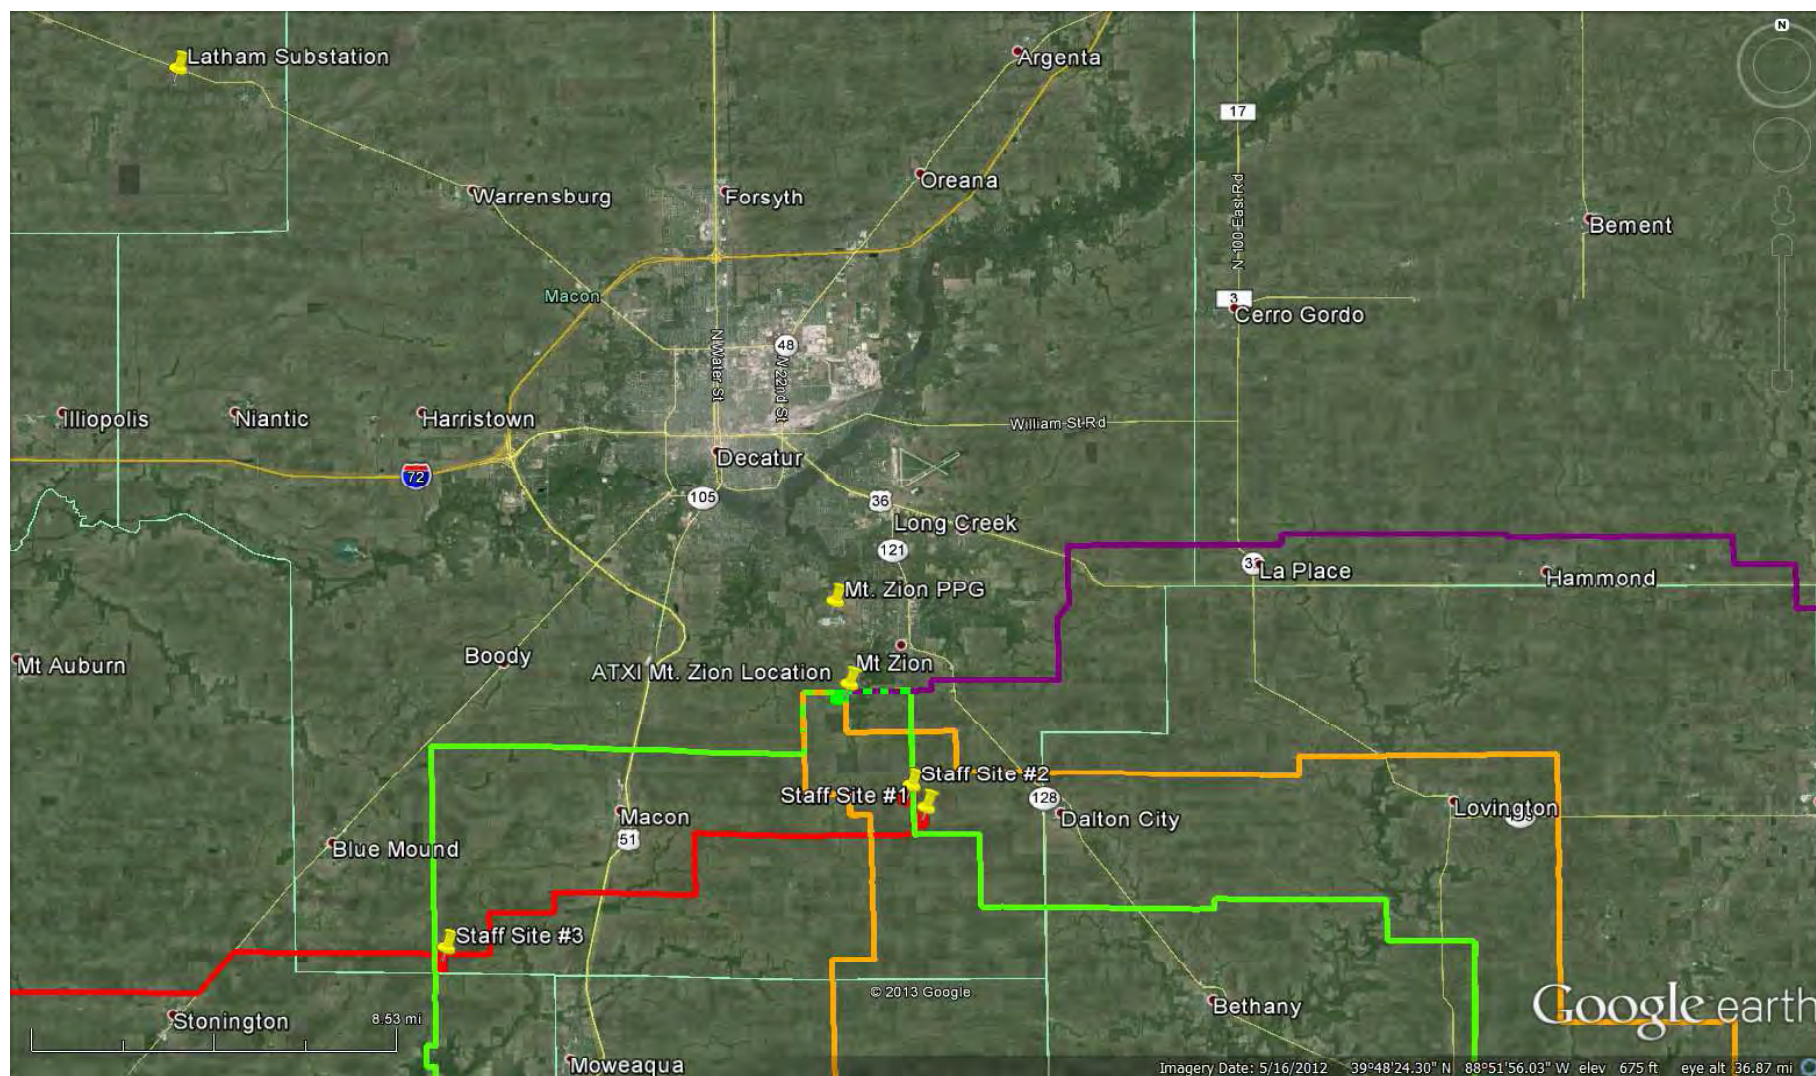 N
Latham Substation
Argenta
17
Warrensburg
Forsyth
Oreana
N 100 East Rd
Bement
Macon
3
Cerro Gordo
48
N Water St
N 22nd St
Illiopolis
Niantic
Harristown
William St Rd
Decatur
72
105
36
Long Creek
121
La Place
Hammond
Mt. Zion PPG
Mt Auburn
Boody
ATXI Mt. Zion Location
Mt Zion
Staff Site #2
Staff Site #1
128
Dalton City
Lovington
Macon
51
Blue Mound
Staff Site #3
© 2013 Google
Bethany
Google earth
Stonington
8.53 mi
Moweaqua
Imagery Date: 5/16/2012 39°48'24.30" N 88°51'56.03" W elev 675 ft eye alt 36.87 mi